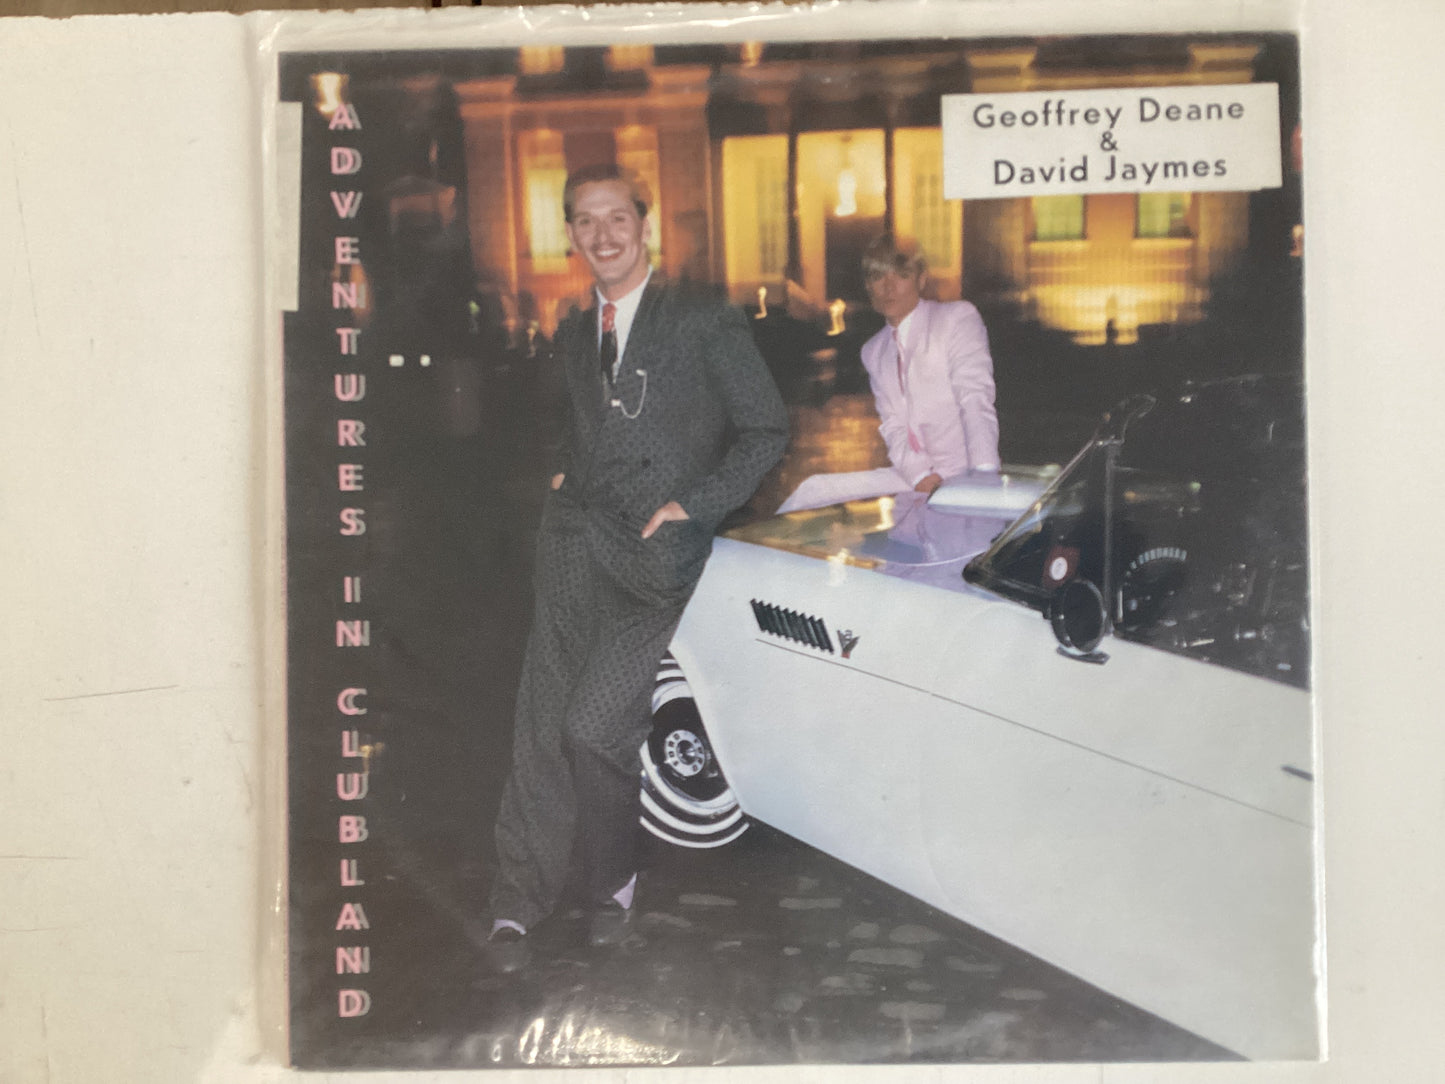 ADVENTURES IN CLUBLAND
Geoffrey Deane
&
David Jaymes